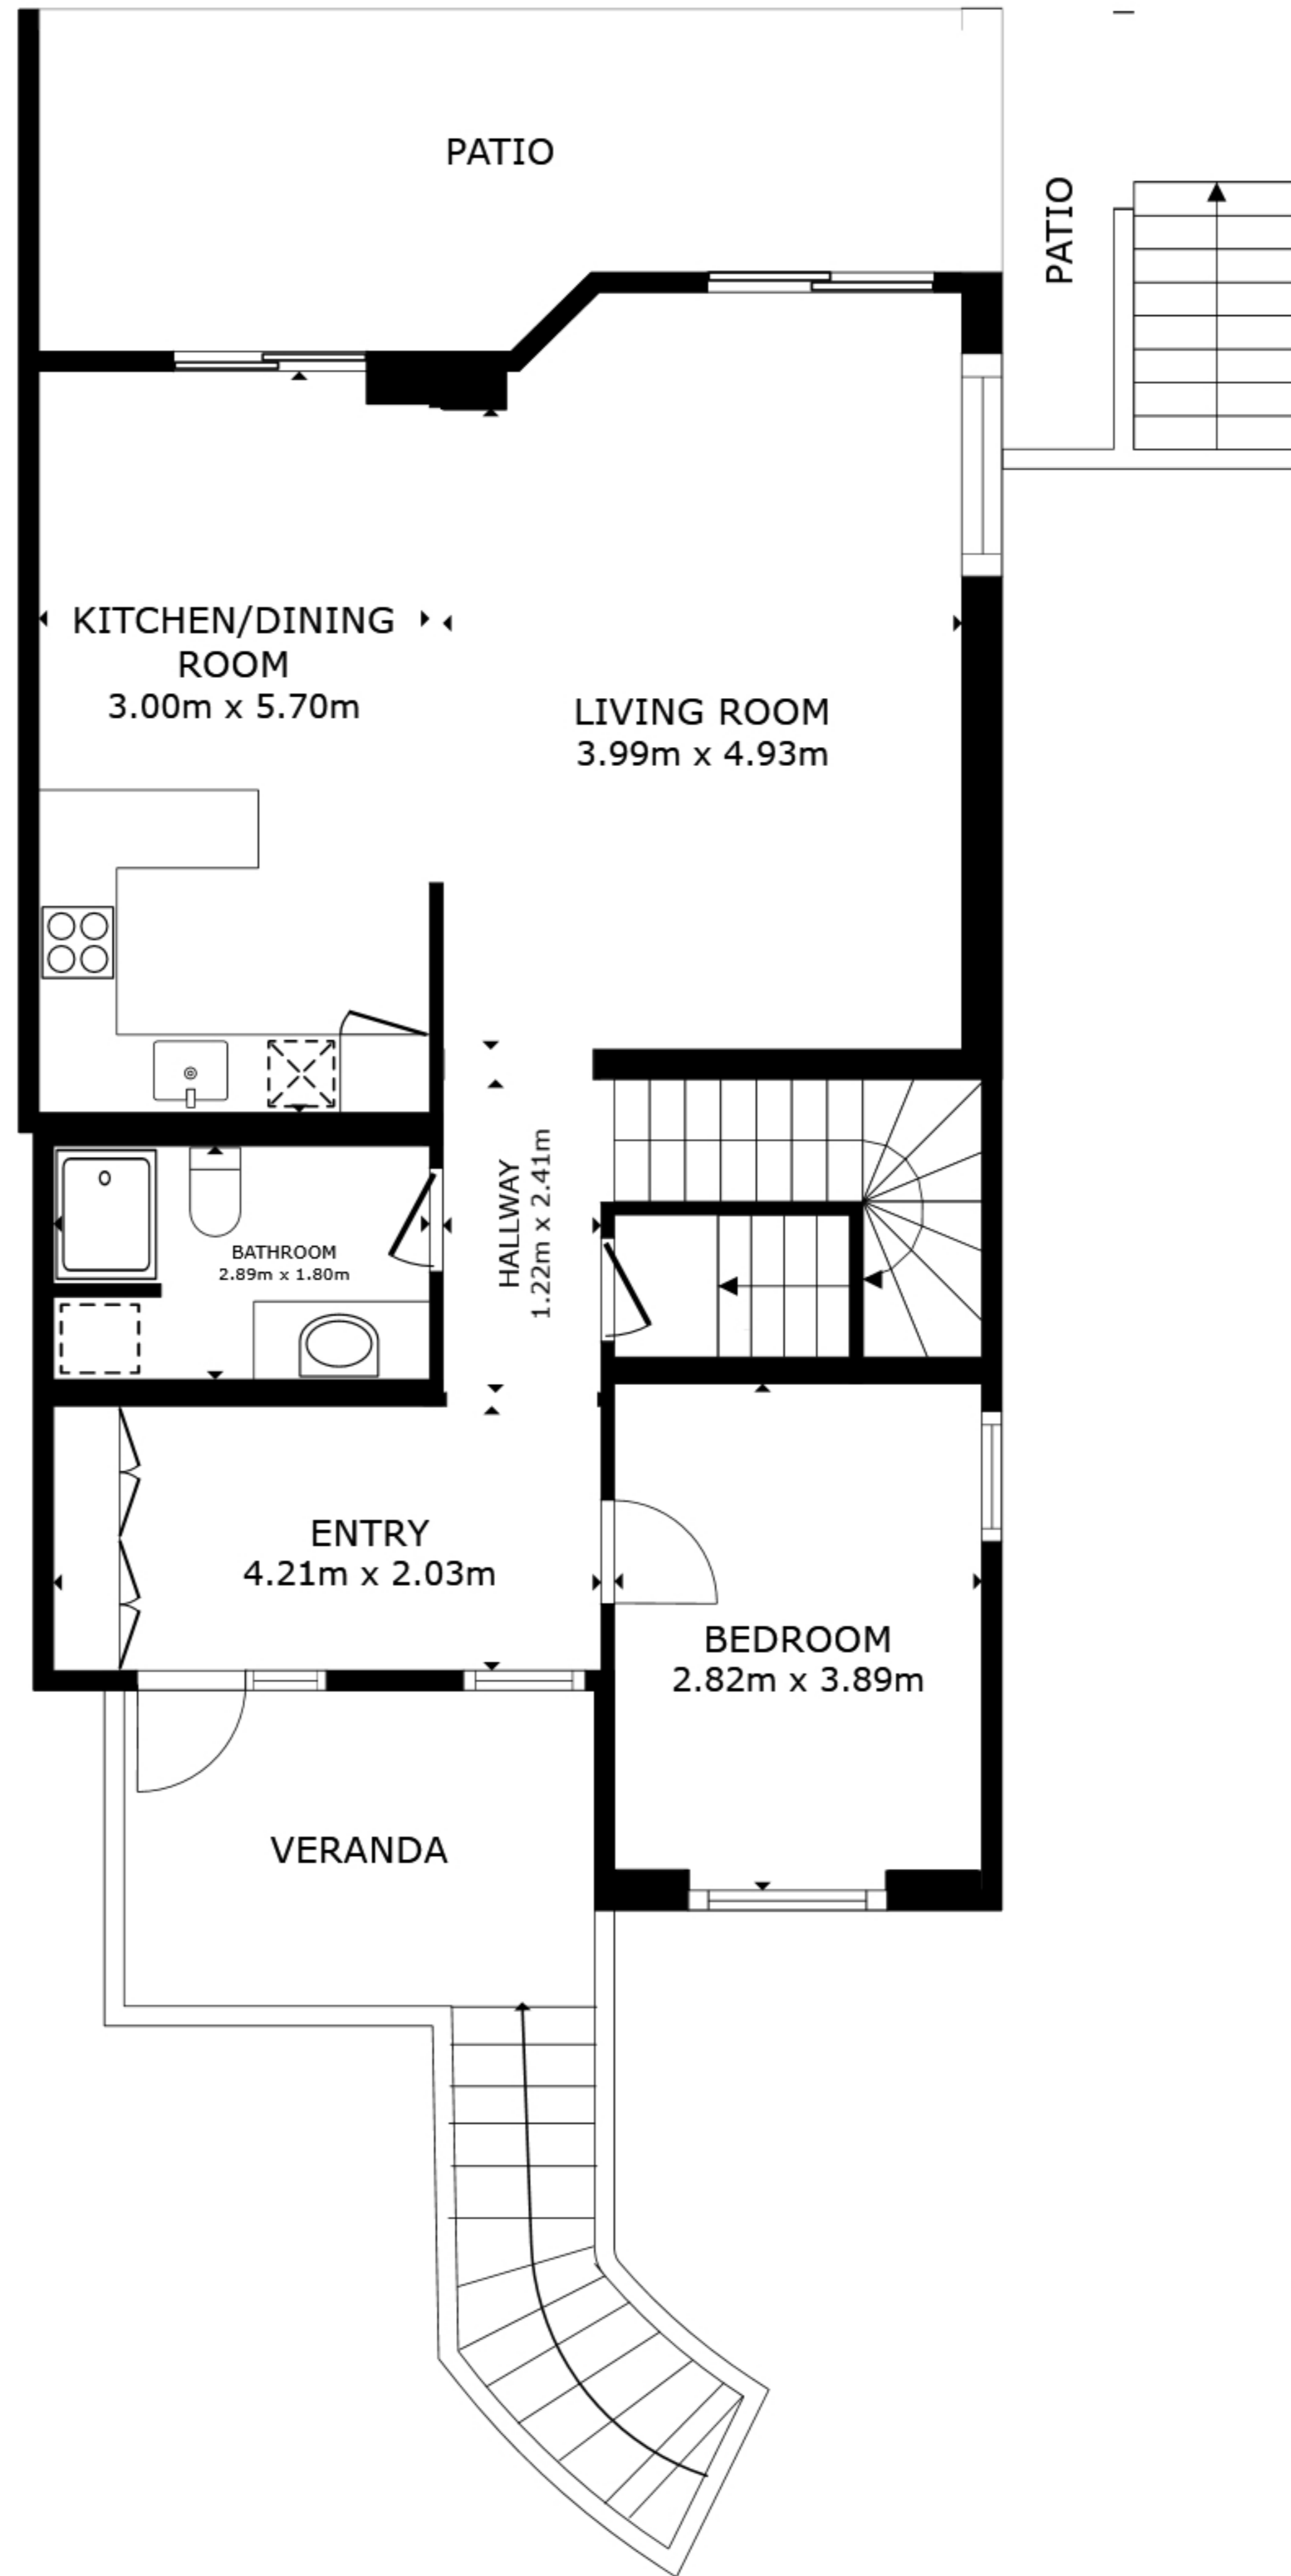 PATIO
PATIO
KITCHEN/DINING
ROOM
3.00m x 5.70m
LIVING ROOM
3.99m x 4.93m
HALLWAY
1.22m x 2.41m
BATHROOM
2.89m x 1.80m
ENTRY
4.21m x 2.03m
BEDROOM
2.82m x 3.89m
VERANDA